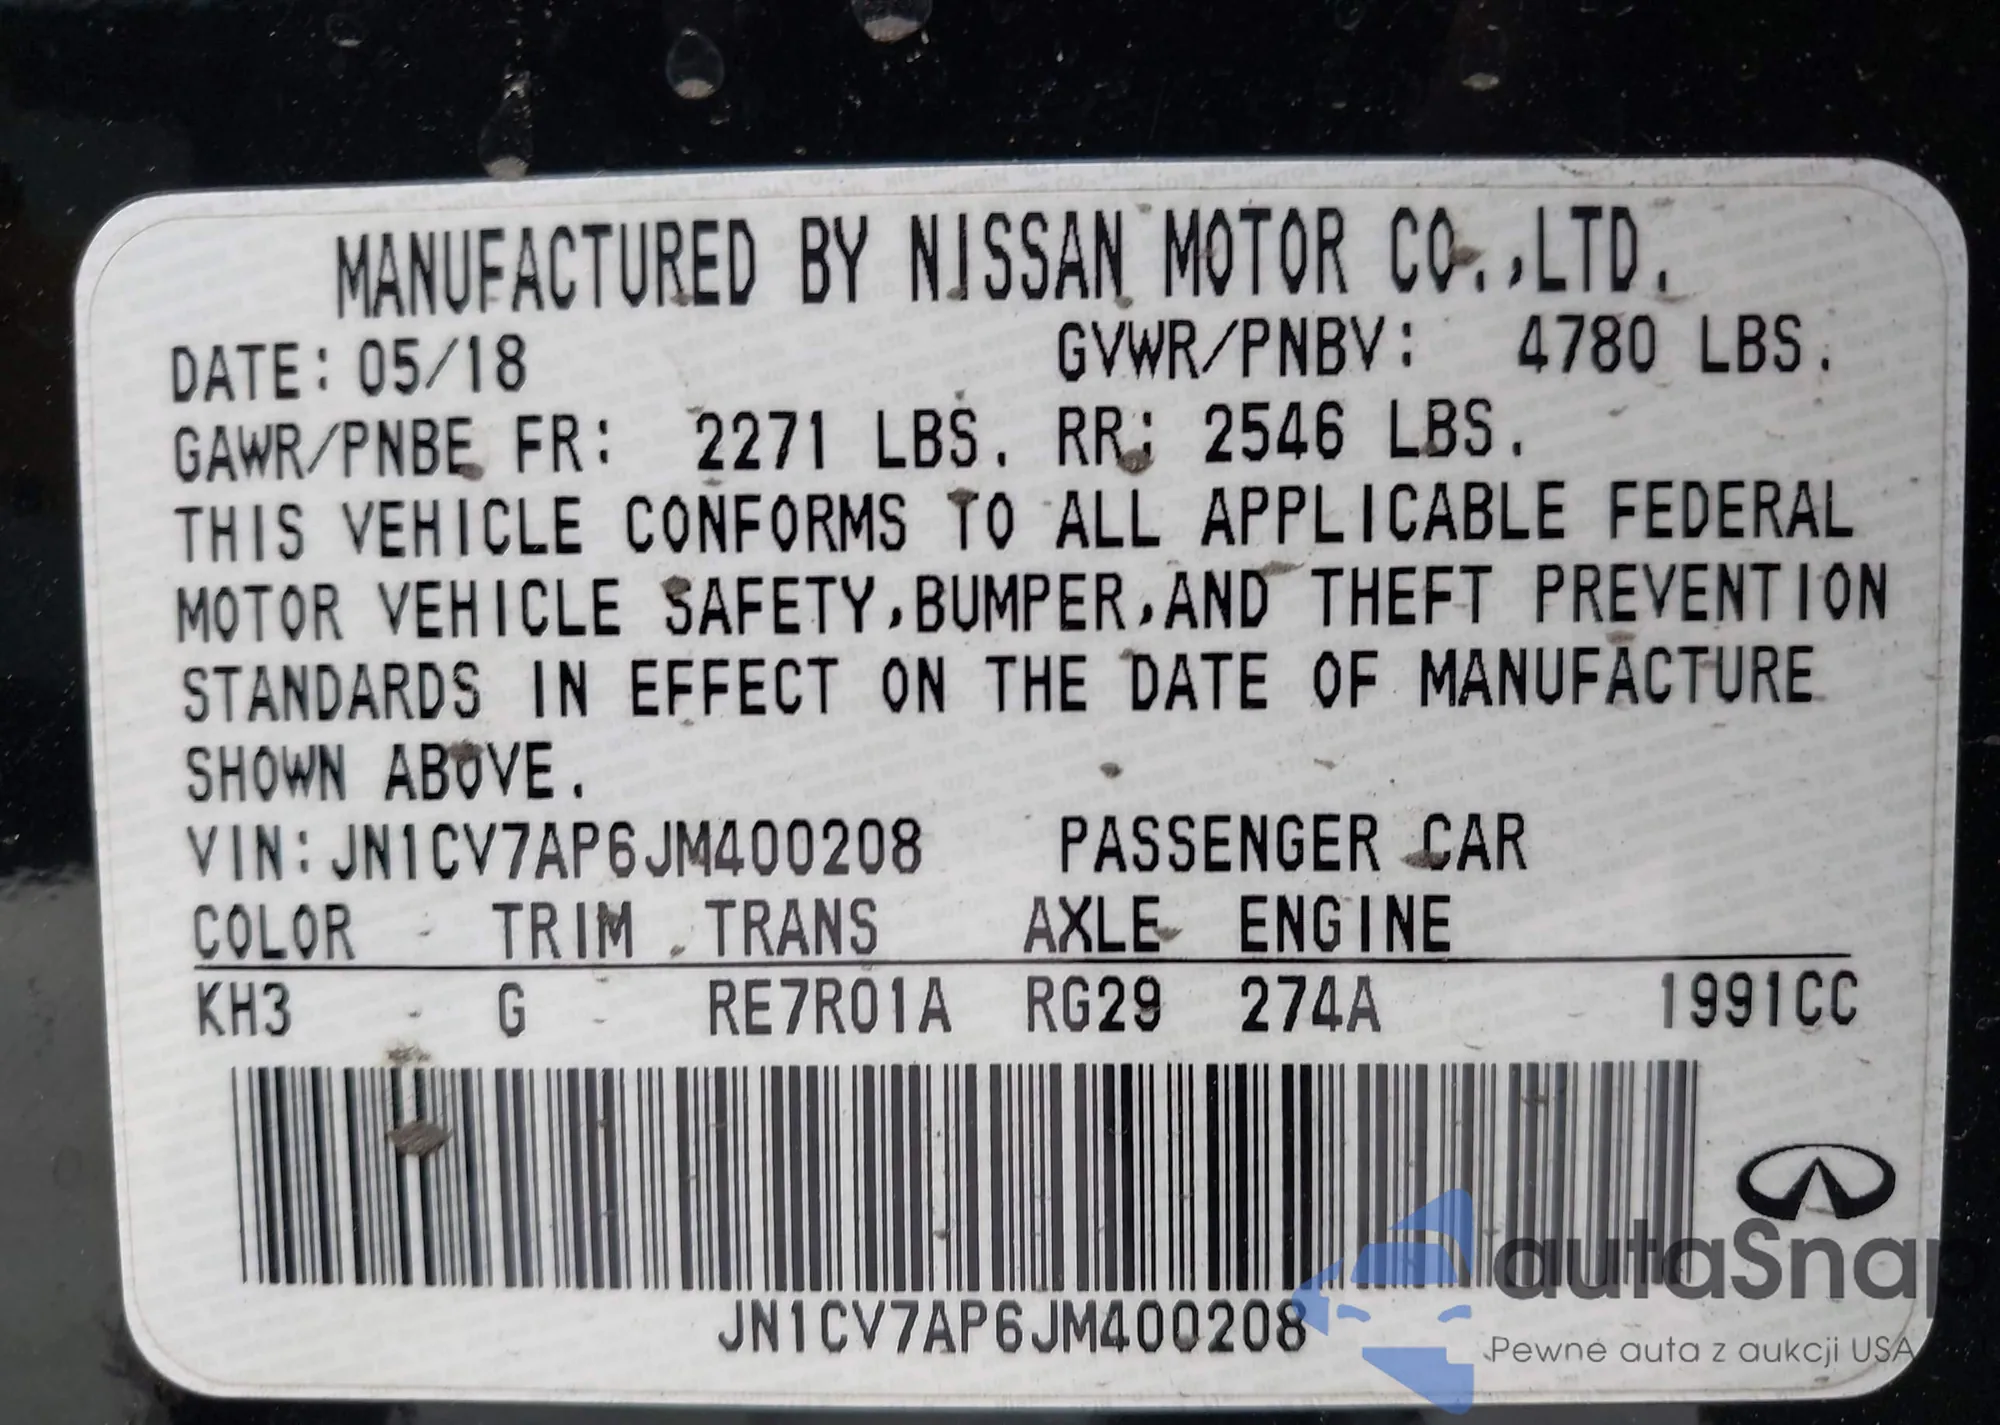 MANUFACTURED BY NISSAN MOTOR CO.,LTD.
DATE: 05/18 GVWR/PNBV: 4780 LBS.
GAWR/PNBE FR: 2271 LBS. RR: 2546 LBS.
THIS VEHICLE CONFORMS TO ALL APPLICABLE FEDERAL
MOTOR VEHICLE SAFETY,BUMPER,AND THEFT PREVENTION
STANDARDS IN EFFECT ON THE DATE OF MANUFACTURE
SHOWN ABOVE.
VIN:JN1CV7AP6JM400208 PASSENGER CAR
COLOR TRIM TRANS AXLE ENGINE
KH3 G RE7R01A RG29 274A 1991CC
JN1CV7AP6JM400208
autaSnap
Pewne auta z aukcji USA